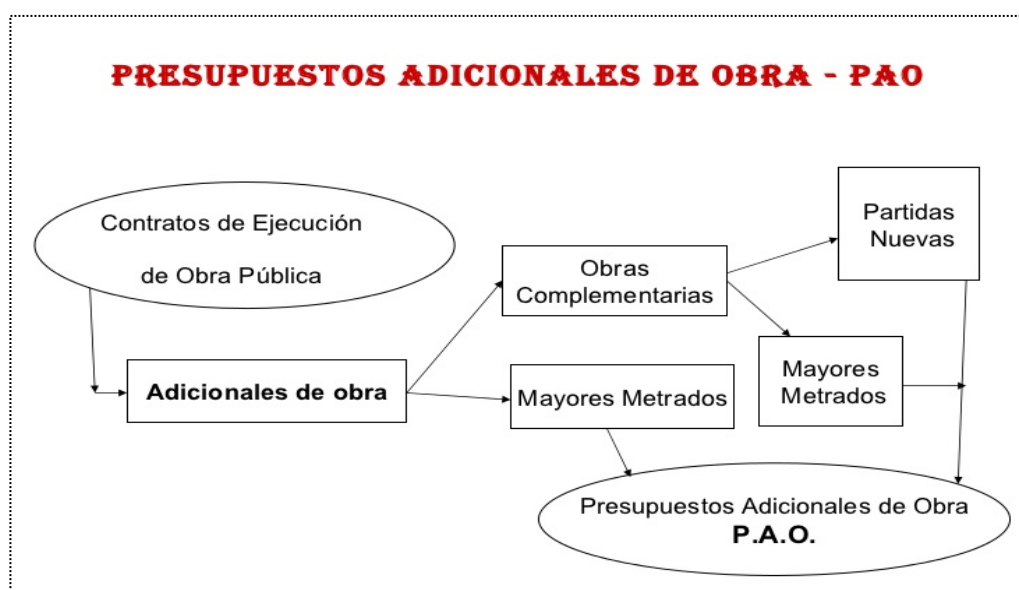 PRESUPUESTOS ADICIONALES DE OBRA - PAO
Contratos de Ejecución
de Obra Pública
Adicionales de obra
Obras
Complementarias
Mayores Metrados
Partidas
Nuevas
Mayores
Metrados
Presupuestos Adicionales de Obra
P.A.O.